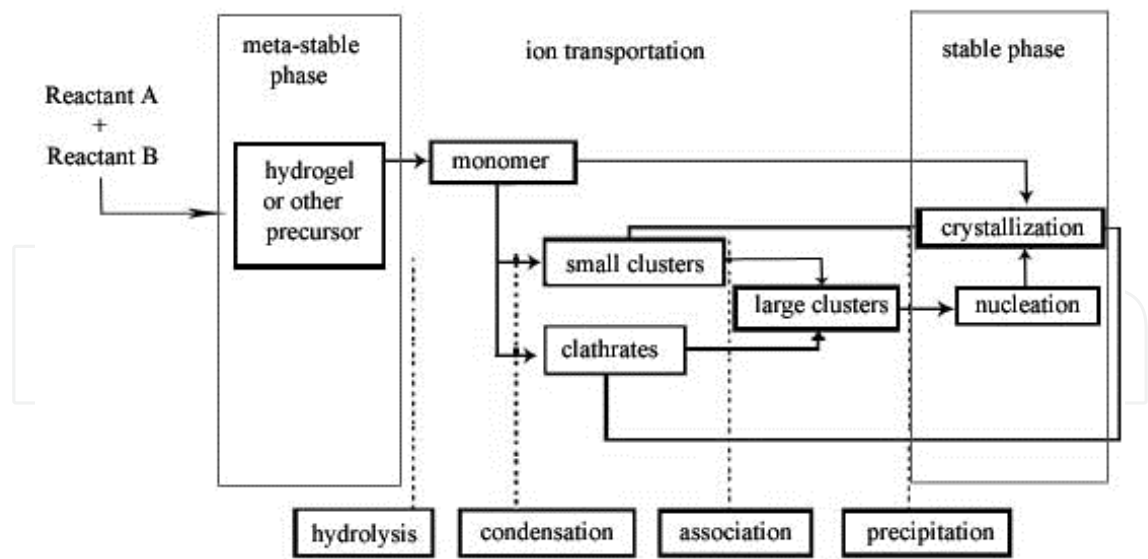 meta-stable
phase
ion transportation
stable phase
Reactant A
+
Reactant B
hydrogel
or other
precursor
monomer
small clusters
large clusters
clathrates
crystallization
nucleation
hydrolysis
condensation
association
precipitation